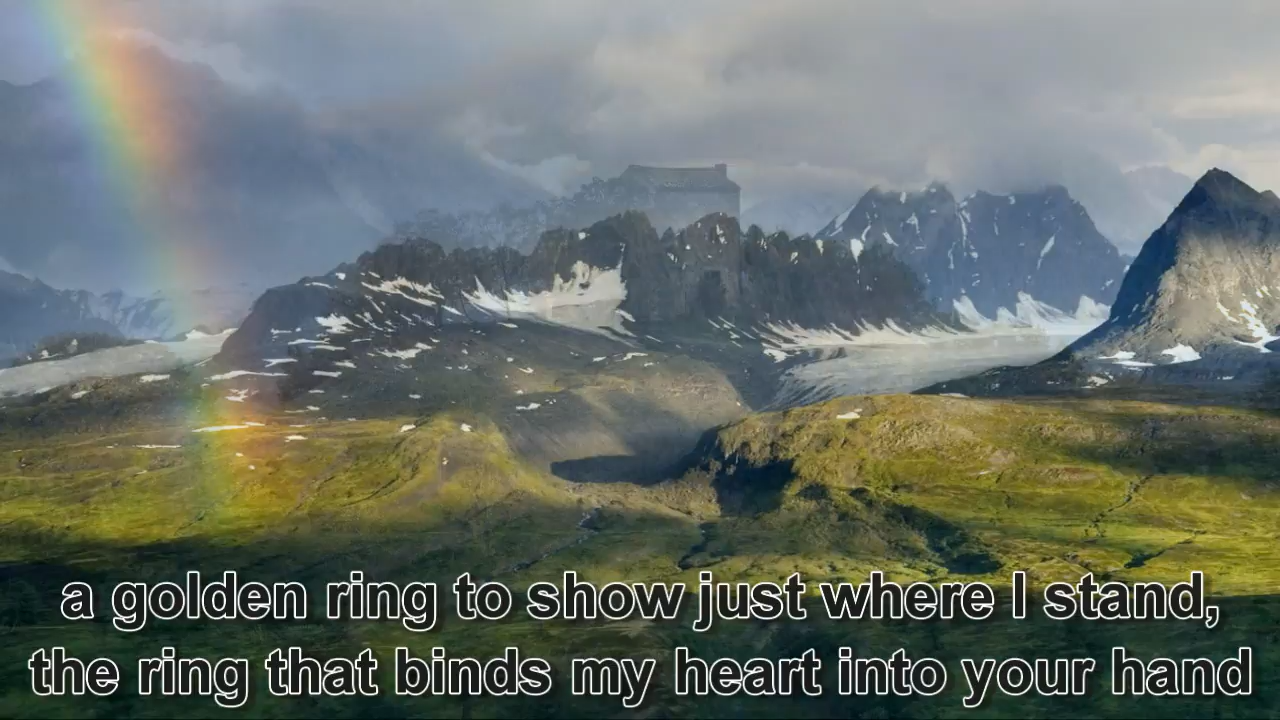 a golden ring to show just where I stand,
the ring that binds my heart into your hand